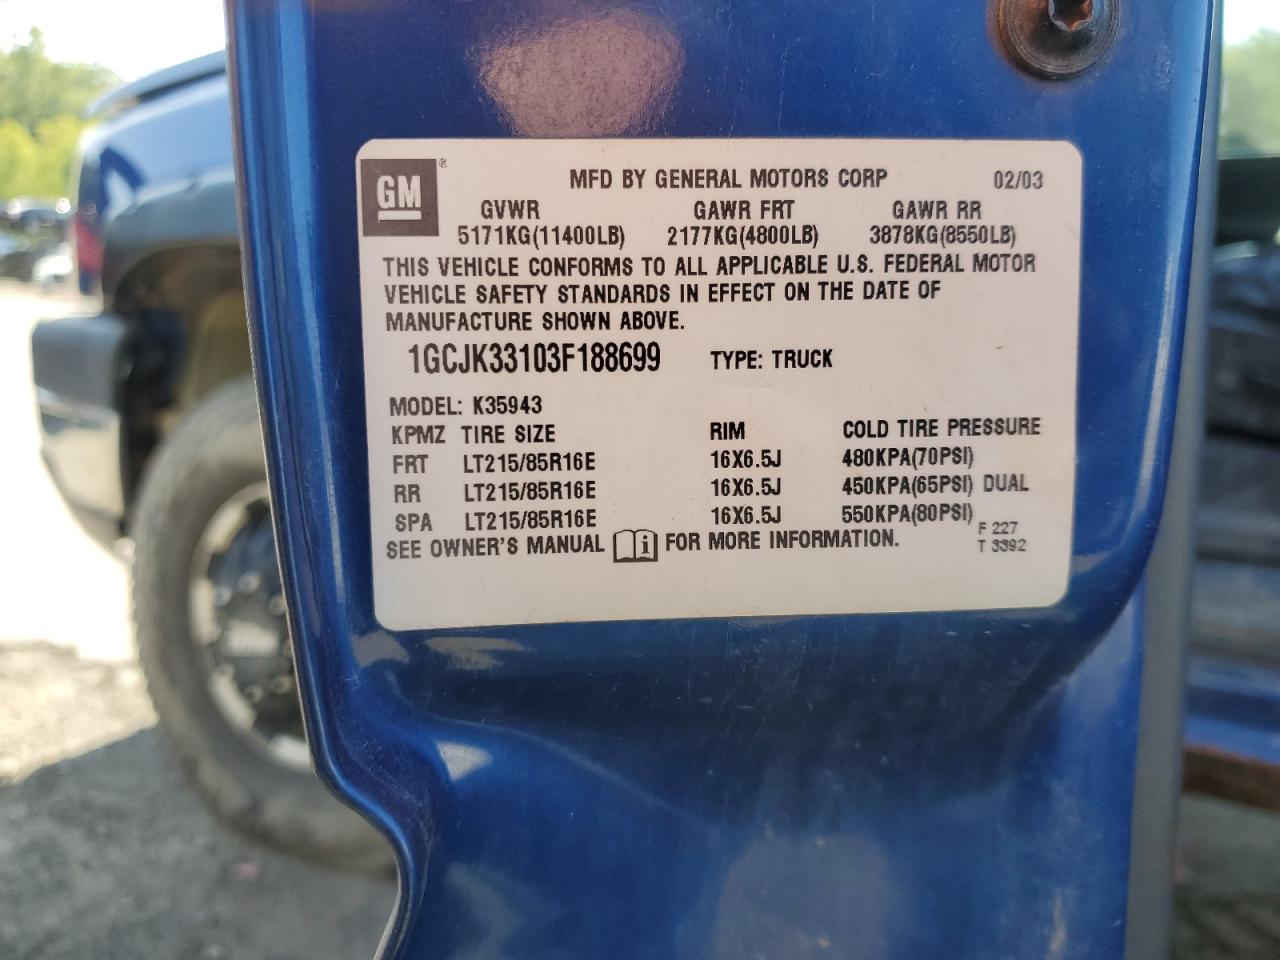 GM ®
MFD BY GENERAL MOTORS CORP 02/03
GVWR GAWR FRT GAWR RR
5171KG(11400LB) 2177KG(4800LB) 3878KG(8550LB)
THIS VEHICLE CONFORMS TO ALL APPLICABLE U.S. FEDERAL MOTOR
VEHICLE SAFETY STANDARDS IN EFFECT ON THE DATE OF
MANUFACTURE SHOWN ABOVE.
1GCJK33103F188699 TYPE: TRUCK
MODEL: K35943
KPMZ TIRE SIZE RIM COLD TIRE PRESSURE
FRT LT215/85R16E 16X6.5J 480KPA(70PSI)
RR LT215/85R16E 16X6.5J 450KPA(65PSI) DUAL
SPA LT215/85R16E 16X6.5J 550KPA(80PSI)
SEE OWNER'S MANUAL i FOR MORE INFORMATION.
F 227
T 3392